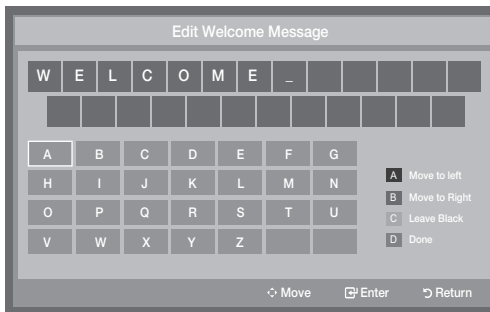 Edit Welcome Message
W E L C O M E _
A B C D E F G
H I J K L M N
O P Q R S T U
V W X Y Z
A Move to left
B Move to Right
C Leave Black
D Done
Move Enter Return